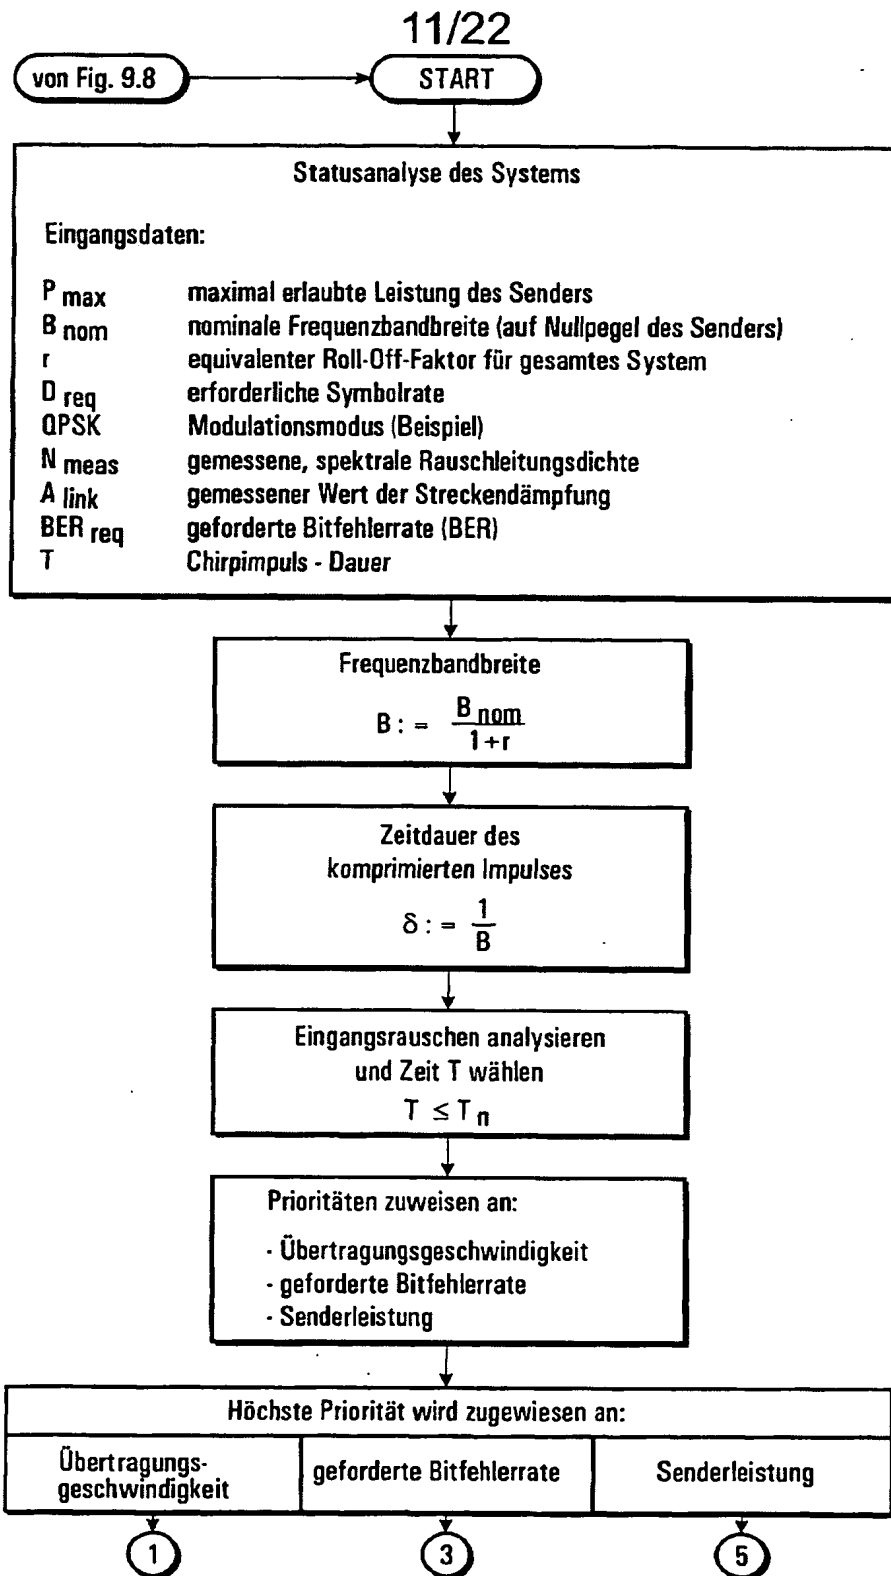 11/22
von Fig. 9.8
START
Statusanalyse des Systems
Eingangsdaten:
P max maximal erlaubte Leistung des Senders
B nom nominale Frequenzbandbreite (auf Nullpegel des Senders)
r equivalenter Roll-Off-Faktor für gesamtes System
D req erforderliche Symbolrate
QPSK Modulationsmodus (Beispiel)
N meas gemessene, spektrale Rauschleitungsdichte
A link gemessener Wert der Streckendämpfung
BER req geforderte Bitfehlerrate (BER)
T Chirpimpuls - Dauer
Frequenzbandbreite
B : = B nom / 1+r
Zeitdauer des
komprimierten Impulses
δ : = 1 / B
Eingangsrauschen analysieren
und Zeit T wählen
T ≤ T n
Prioritäten zuweisen an:
- Übertragungsgeschwindigkeit
- geforderte Bitfehlerrate
- Senderleistung
Höchste Priorität wird zugewiesen an:
Übertragungs-
geschwindigkeit
geforderte Bitfehlerrate
Senderleistung
1
3
5